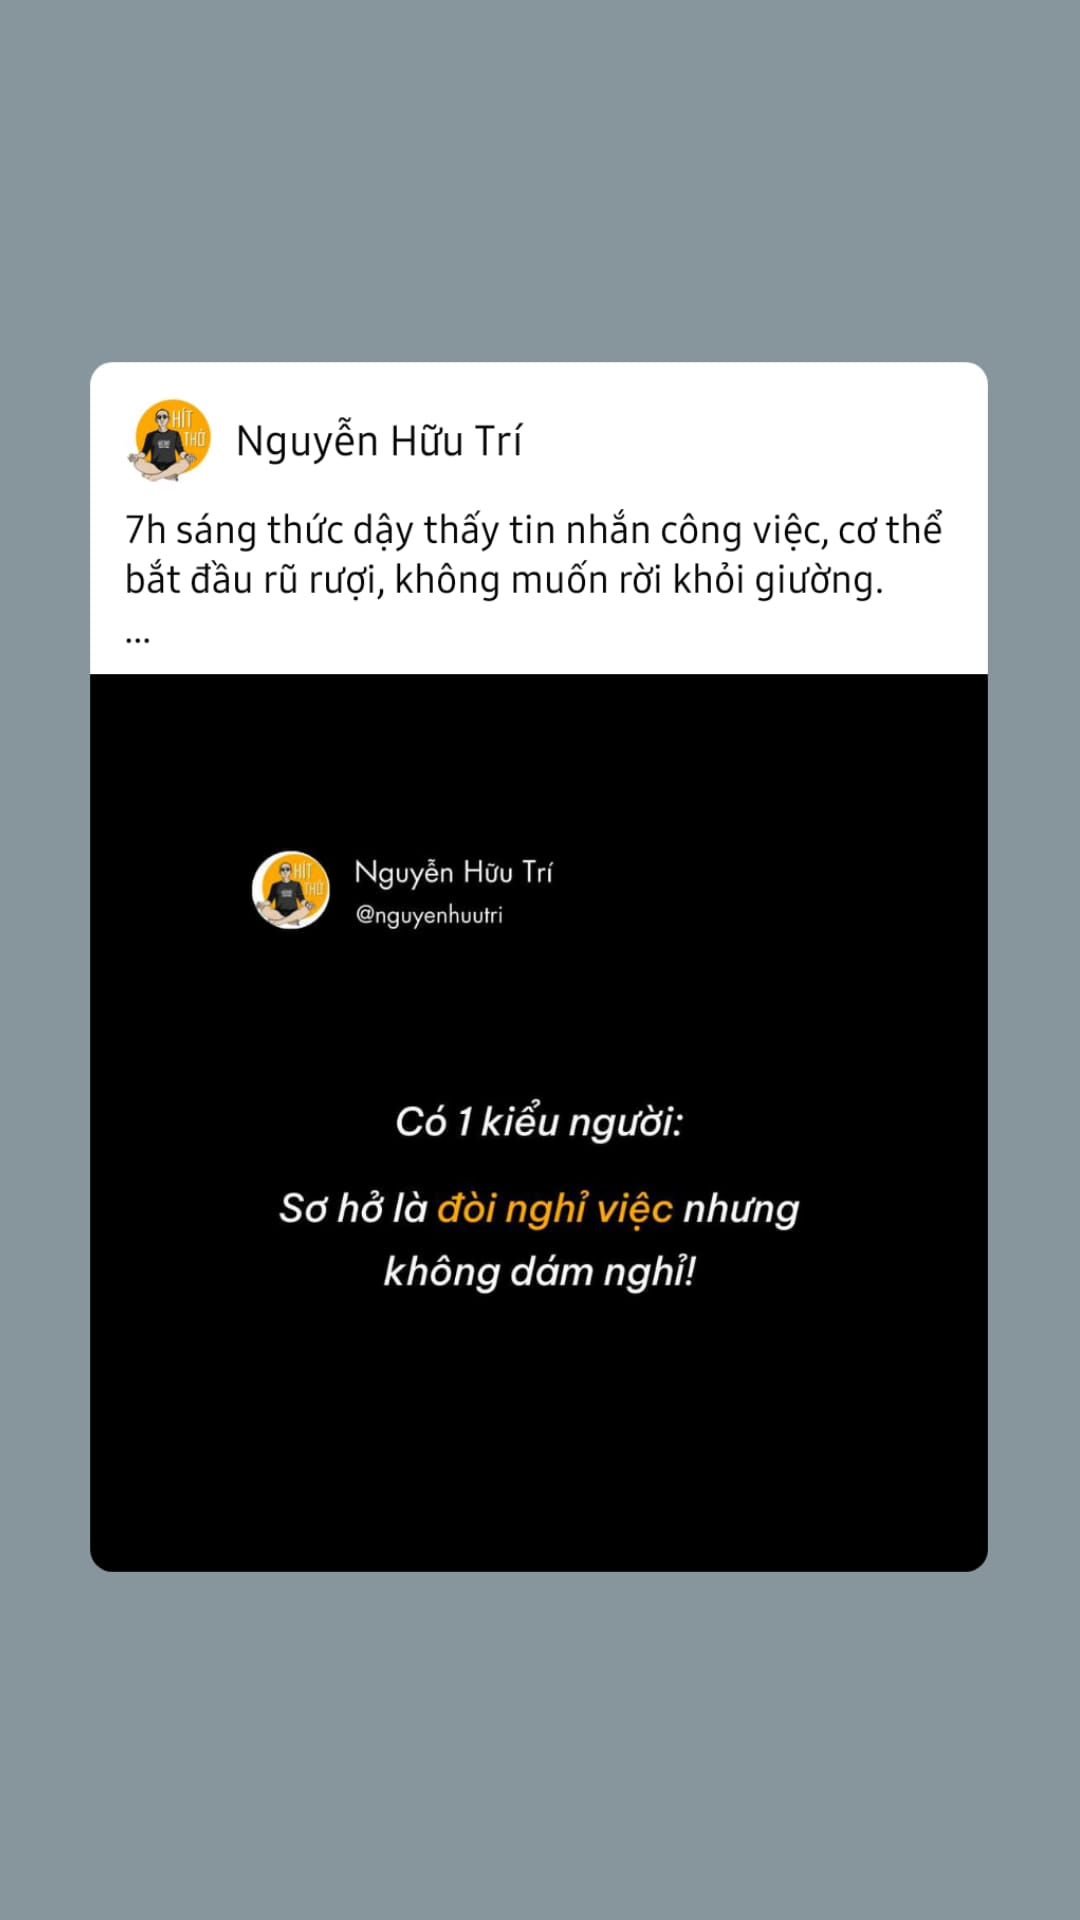 HÍT
THỞ
Nguyễn Hữu Trí
7h sáng thức dậy thấy tin nhắn công việc, cơ thể
bắt đầu rũ rượi, không muốn rời khỏi giường.
...
HÍT
THỞ
Nguyễn Hữu Trí
@nguyenhuutri
Có 1 kiểu người:
Sơ hở là đòi nghỉ việc nhưng
không dám nghỉ!